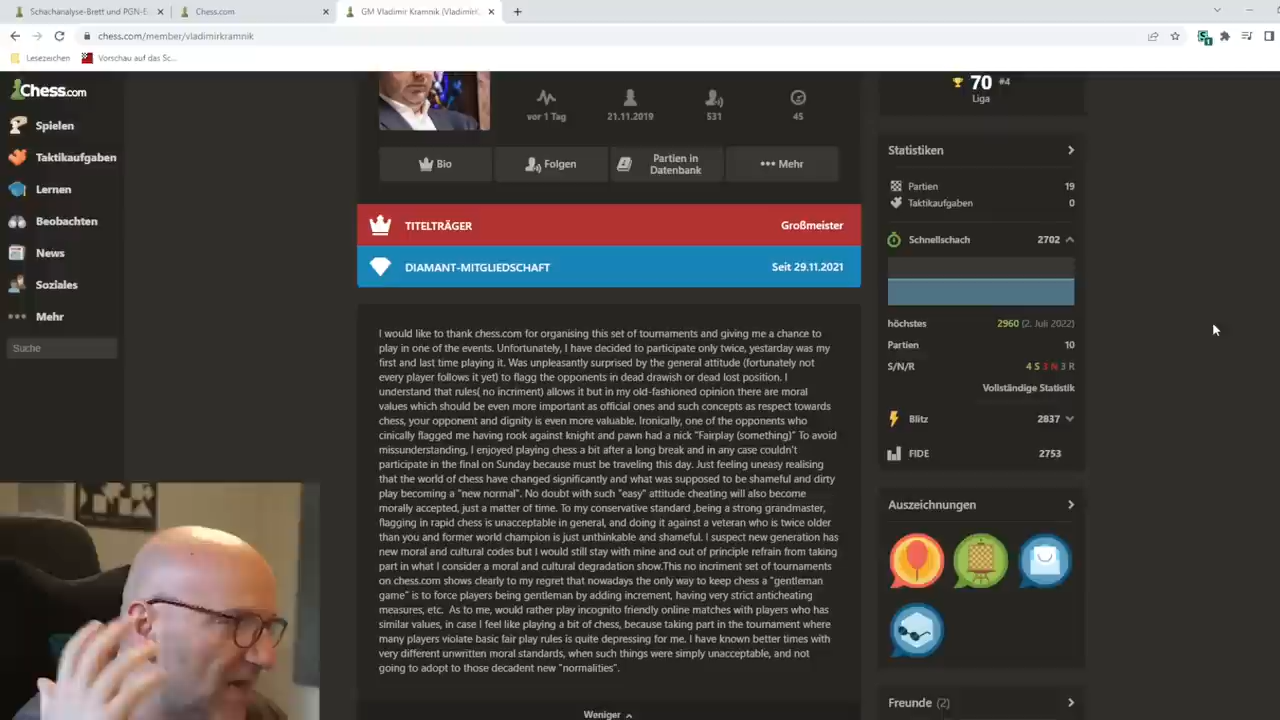 Schachanalyse-Brett und PGN-E
Chess.com
GM Vladimir Kramnik (Vladimirk
chess.com/member/vladimirkramnik
Lesezeichen
Vorschau auf das Sc...
Chess.com
Spielen
Taktikaufgaben
Lernen
Beobachten
News
Soziales
Mehr
Suche
vor 1 Tag
21.11.2019
531
45
Bio
Folgen
Partien in
Datenbank
Mehr
TITELTRÄGER
Großmeister
DIAMANT-MITGLIEDSCHAFT
Seit 29.11.2021
I would like to thank chess.com for organising this set of tournaments and giving me a chance to
play in one of the events. Unfortunately, I have decided to participate only twice, yestarday was my
first and last time playing it. Was unpleasantly surprised by the general attitude (fortunately not
every player follows it yet) to flagg the opponents in dead drawish or dead lost position. I
understand that rules( no incriment) allows it but in my old-fashioned opinion there are moral
values which should be even more important as official ones and such concepts as respect towards
chess, your opponent and dignity is even more valuable. Ironically, one of the opponents who
cinically flagged me having rook against knight and pawn had a nick "Fairplay (something)" To avoid
missunderstanding, I enjoyed playing chess a bit after a long break and in any case couldn't
participate in the final on Sunday because must be traveling this day. Just feeling uneasy realising
that the world of chess have changed significantly and what was supposed to be shameful and dirty
play becoming a "new normal". No doubt with such "easy" attitude cheating will also become
morally accepted, just a matter of time. To my conservative standard ,being a strong grandmaster,
flagging in rapid chess is unacceptable in general, and doing it against a veteran who is twice older
than you and former world champion is just unthinkable and shameful. I suspect new generation has
new moral and cultural codes but I would still stay with mine and out of principle refrain from taking
part in what I consider a moral and cultural degradation show.This no incriment set of tournaments
on chess.com shows clearly to my regret that nowadays the only way to keep chess a "gentleman
game" is to force players being gentleman by adding increment, having very strict anticheating
measures, etc. As to me, would rather play incognito friendly online matches with players who has
similar values, in case I feel like playing a bit of chess, because taking part in the tournament where
many players violate basic fair play rules is quite depressing for me. I have known better times with
very different unwritten moral standards, when such things were simply unacceptable, and not
going to adopt to those decadent new "normalities".
Weniger
70 #4
Liga
Statistiken
Partien 19
Taktikaufgaben 0
Schnellschach 2702
höchstes 2960 (2. Juli 2022)
Partien 10
S/N/R 4 S 3 N 3 R
Vollständige Statistik
Blitz 2837
FIDE 2753
Auszeichnungen
Freunde (2)